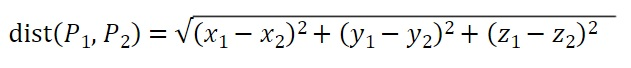 dist(P₁, P₂) = √(x₁ − x₂)² + (y₁ − y₂)² + (z₁ − z₂)²